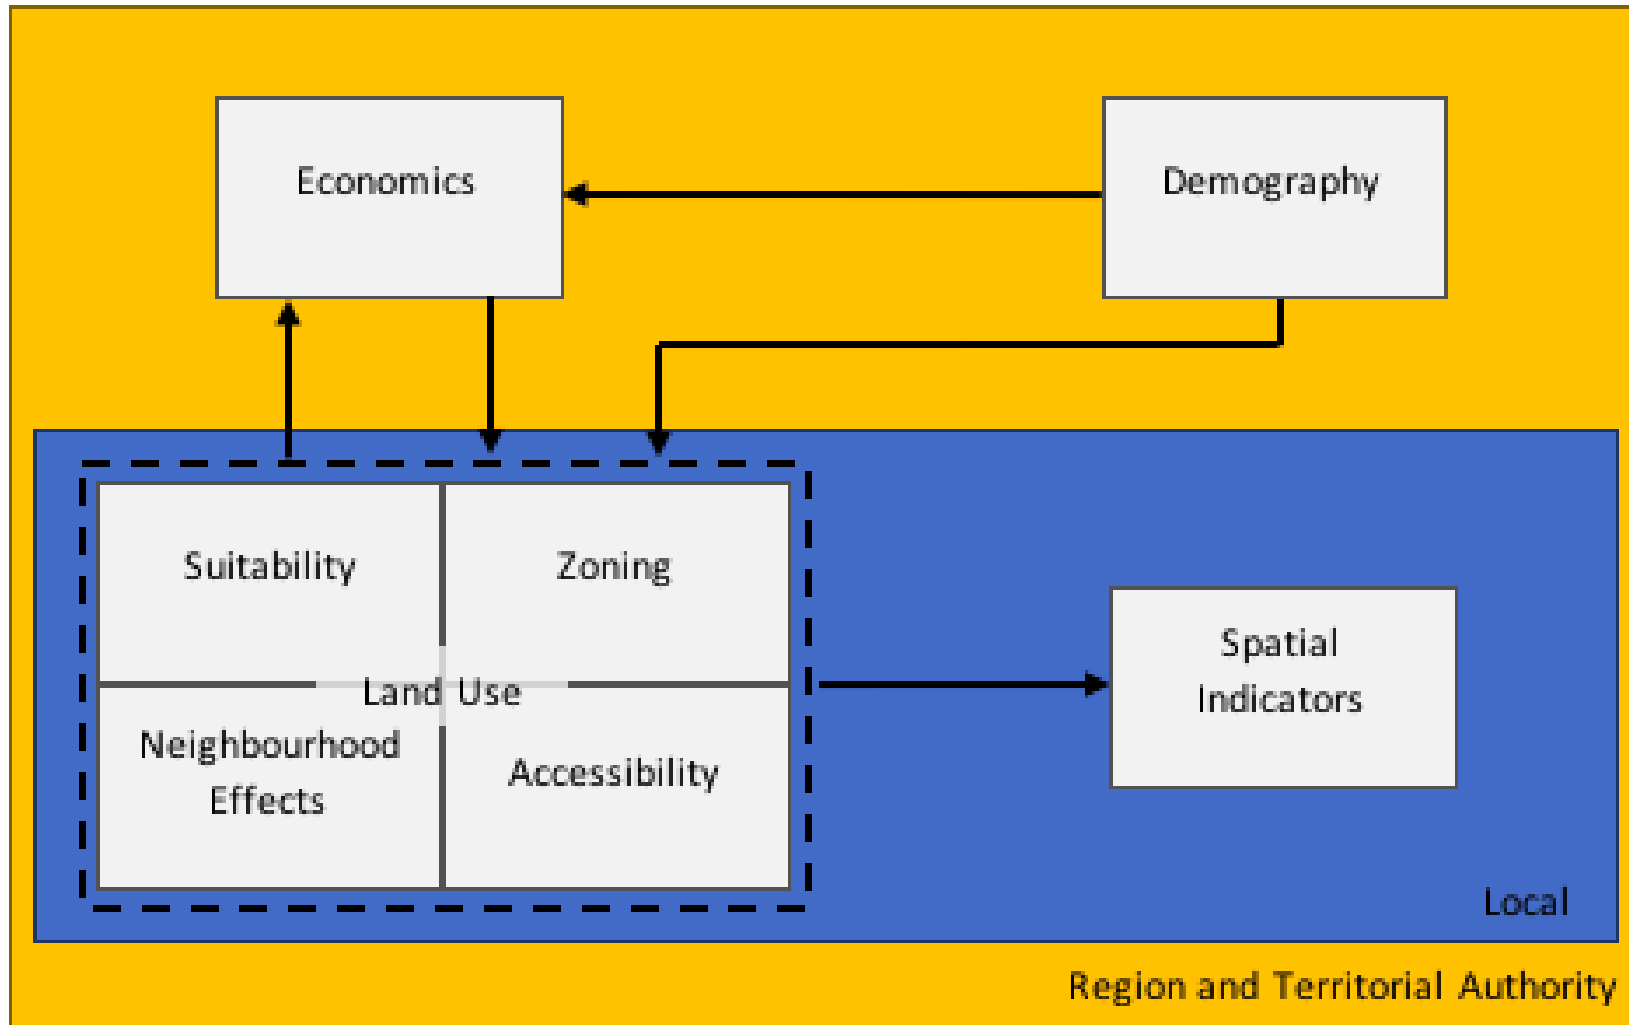 Economics
Demography
Suitability
Zoning
Land Use
Neighbourhood
Effects
Accessibility
Spatial
Indicators
Local
Region and Territorial Authority